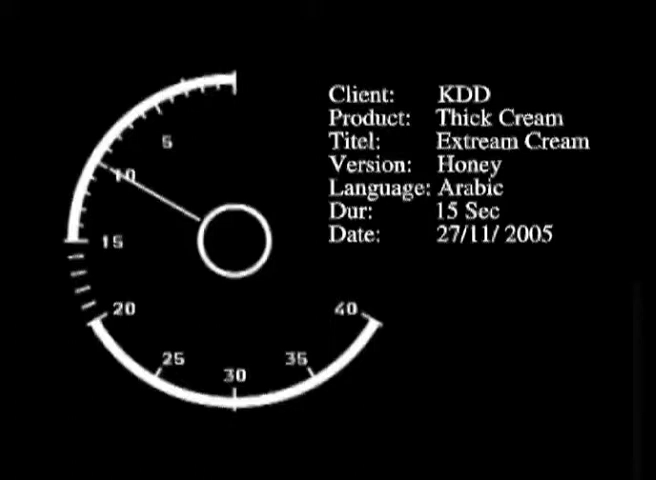 Client: KDD
Product: Thick Cream
Titel: Extream Cream
Version: Honey
Language: Arabic
Dur: 15 Sec
Date: 27/11/ 2005
5
10
15
20
40
25
35
30